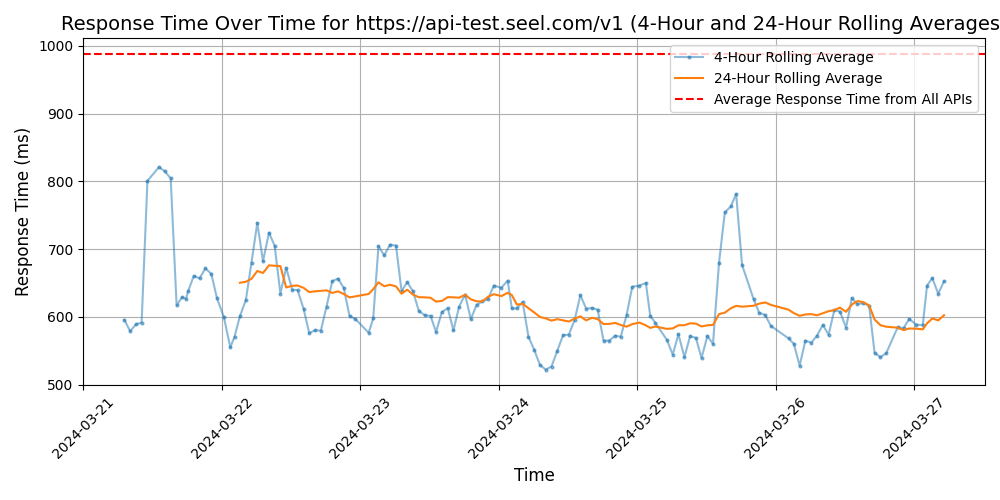 Response Time Over Time for https://api-test.seel.com/v1 (4-Hour and 24-Hour Rolling Averages
4-Hour Rolling Average
24-Hour Rolling Average
Average Response Time from All APIs
Response Time (ms)
1000
900
800
700
600
500
2024-03-21
2024-03-22
2024-03-23
2024-03-24
2024-03-25
2024-03-26
2024-03-27
Time